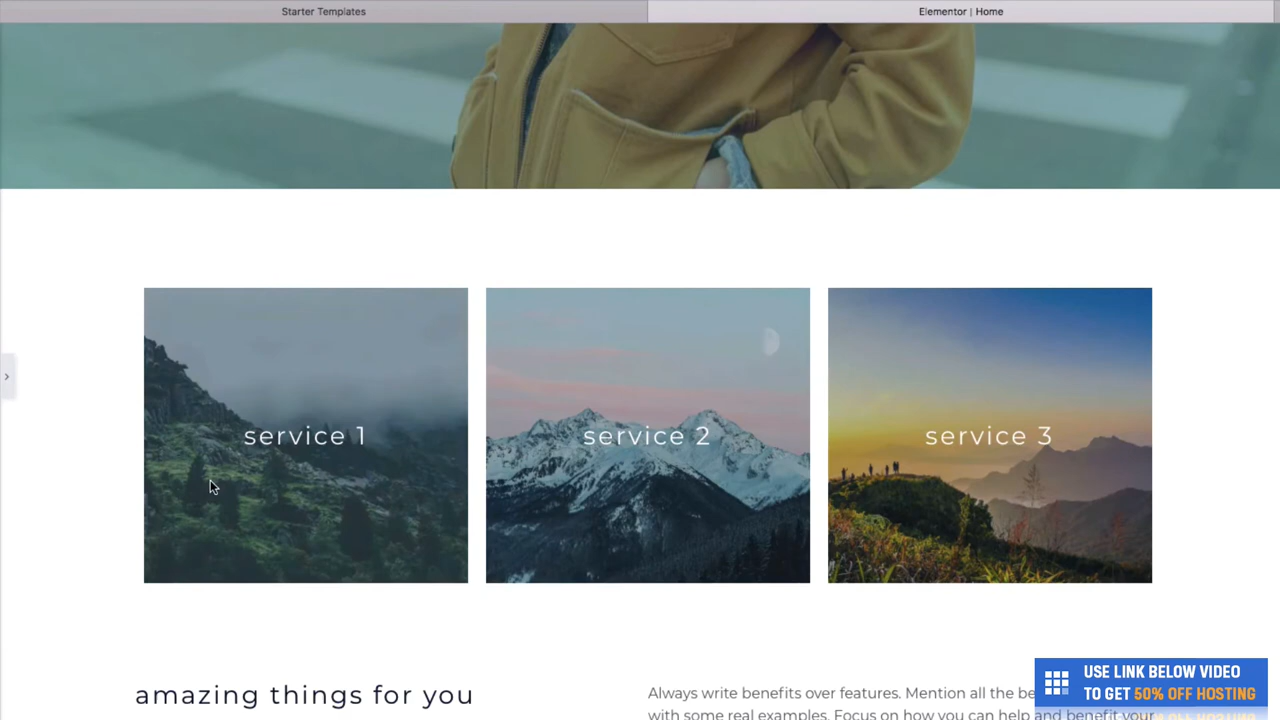 Starter Templates
Elementor | Home
service 1
service 2
service 3
amazing things for you
Always write benefits over features. Mention all the be
with some real examples. Focus on how you can help and benefit your
USE LINK BELOW VIDEO
TO GET 50% OFF HOSTING